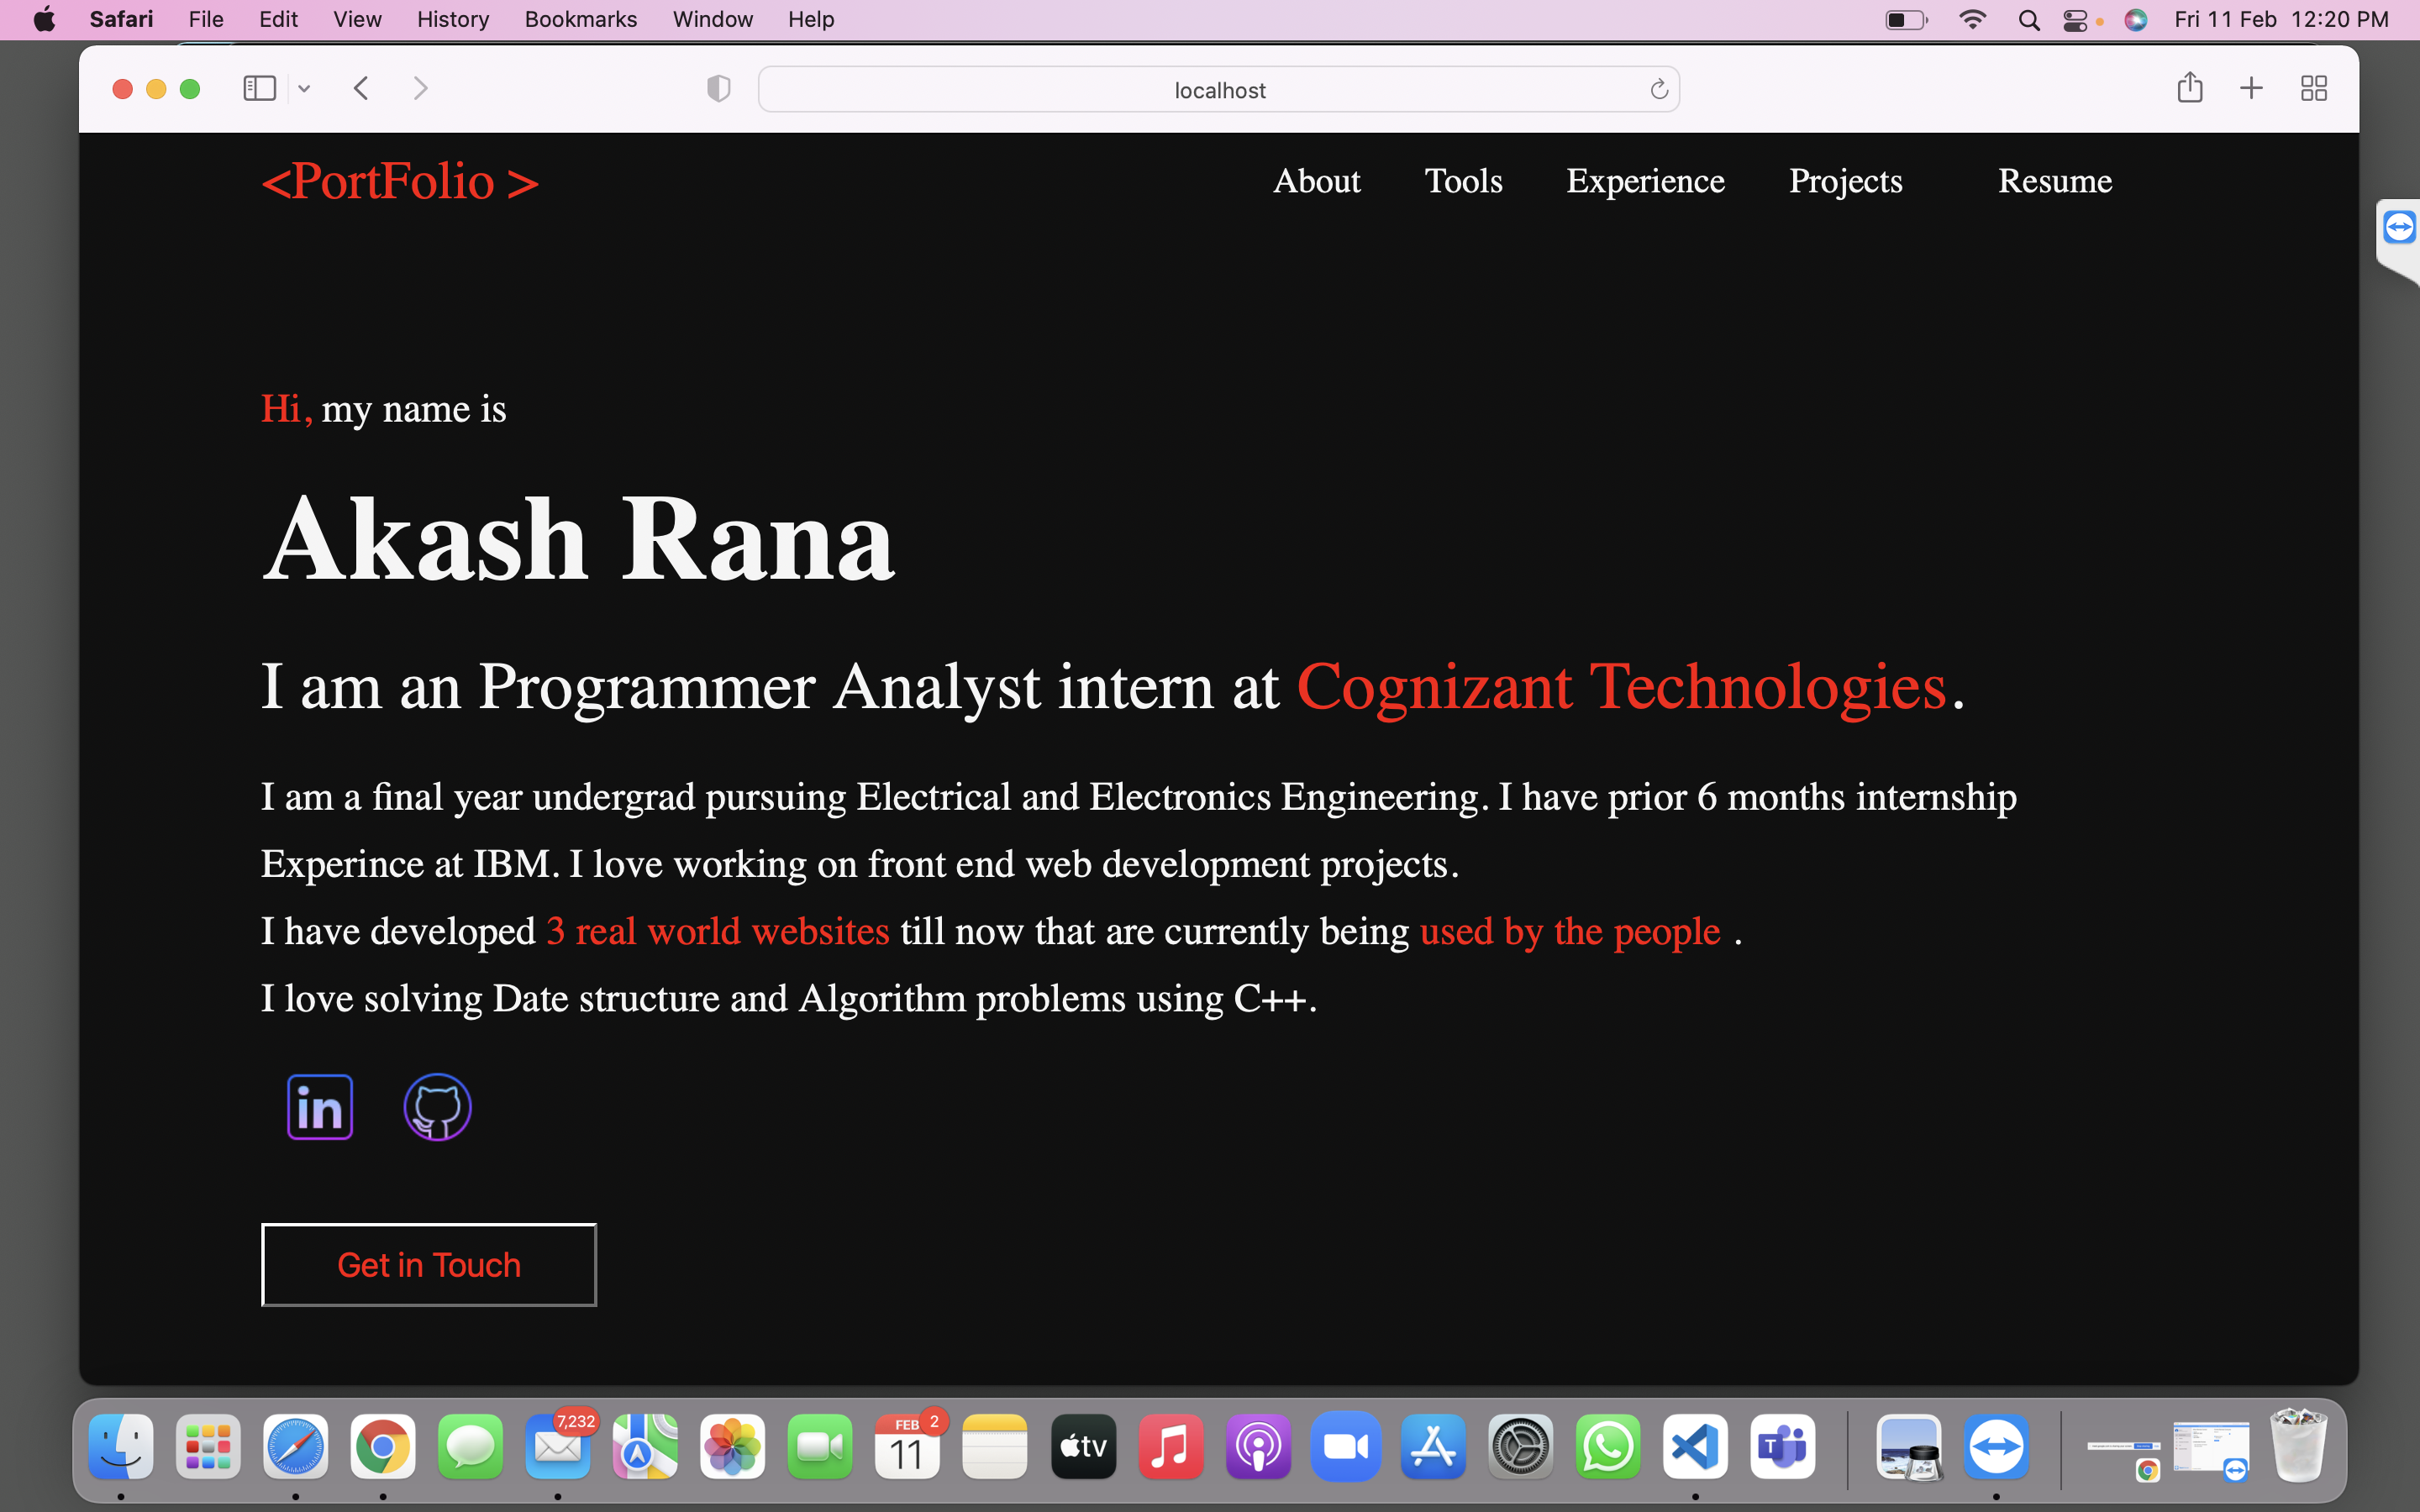 Safari File Edit View History Bookmarks Window Help Fri 11 Feb 12:20 PM
localhost
<PortFolio > About Tools Experience Projects Resume
Hi, my name is
Akash Rana
I am an Programmer Analyst intern at Cognizant Technologies.
I am a final year undergrad pursuing Electrical and Electronics Engineering. I have prior 6 months internship
Experince at IBM. I love working on front end web development projects.
I have developed 3 real world websites till now that are currently being used by the people .
I love solving Date structure and Algorithm problems using C++.
in
Get in Touch
7,232
FEB 2
11
tv
T